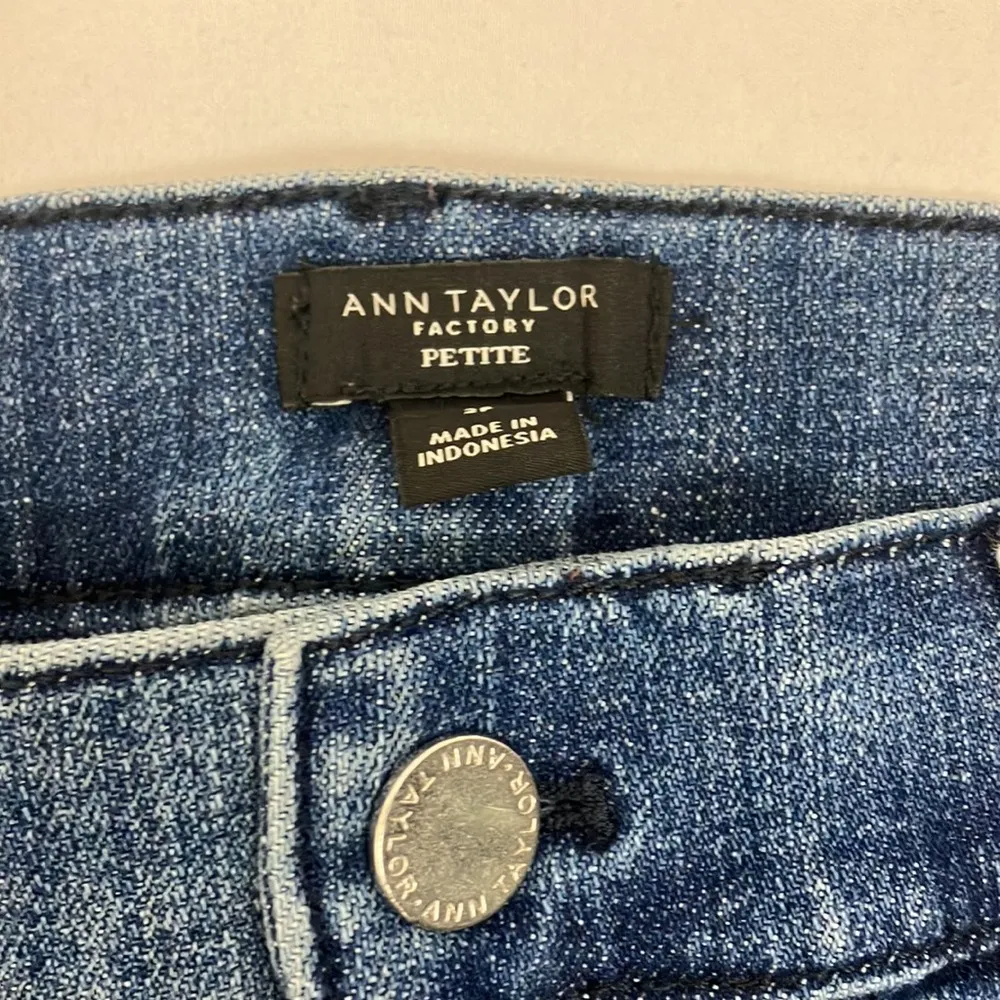 ANN TAYLOR
FACTORY
PETITE
MADE IN
INDONESIA
ANN TAYLOR·ANN TAYLOR·